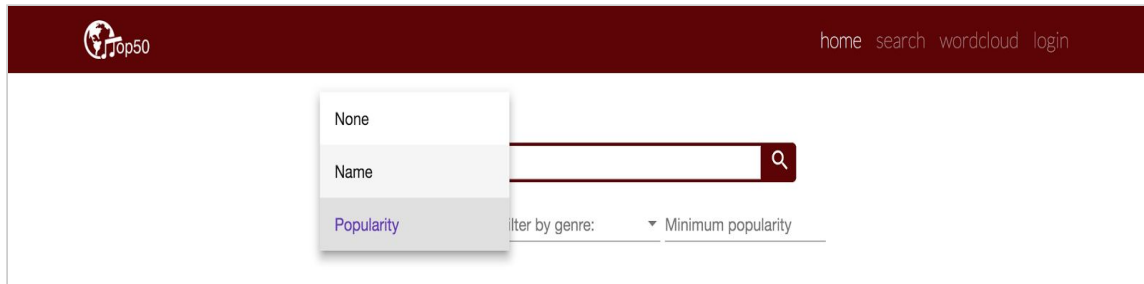 Top50
home search wordcloud login
None
Name
Popularity
ilter by genre:
Minimum popularity